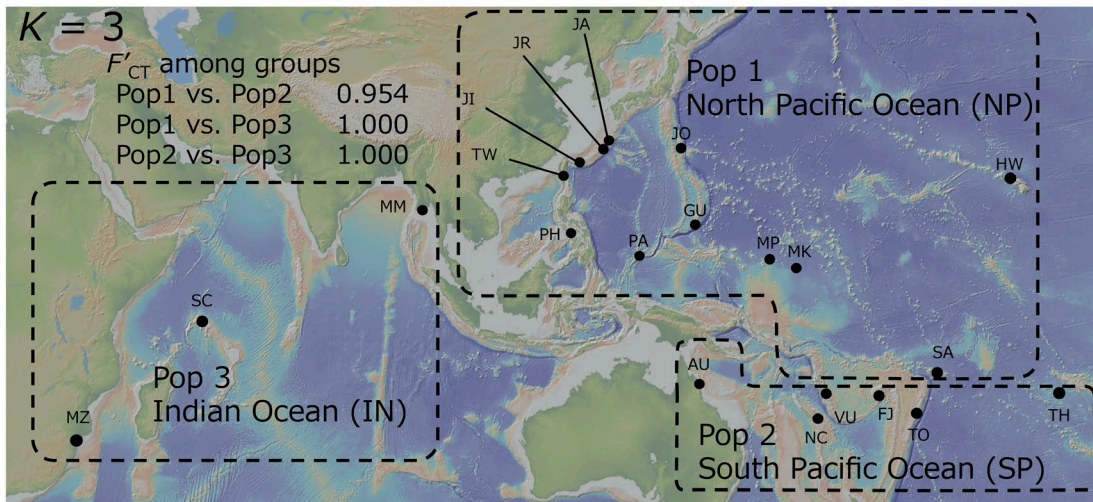 K = 3
F'CT among groups
Pop1 vs. Pop2 0.954
Pop1 vs. Pop3 1.000
Pop2 vs. Pop3 1.000
JA
JR
JI
TW
Pop 1
North Pacific Ocean (NP)
JO
HW
MM
GU
PH
PA
MP
MK
SC
SA
Pop 3
Indian Ocean (IN)
MZ
AU
VU
FJ
TH
NC
TO
Pop 2
South Pacific Ocean (SP)